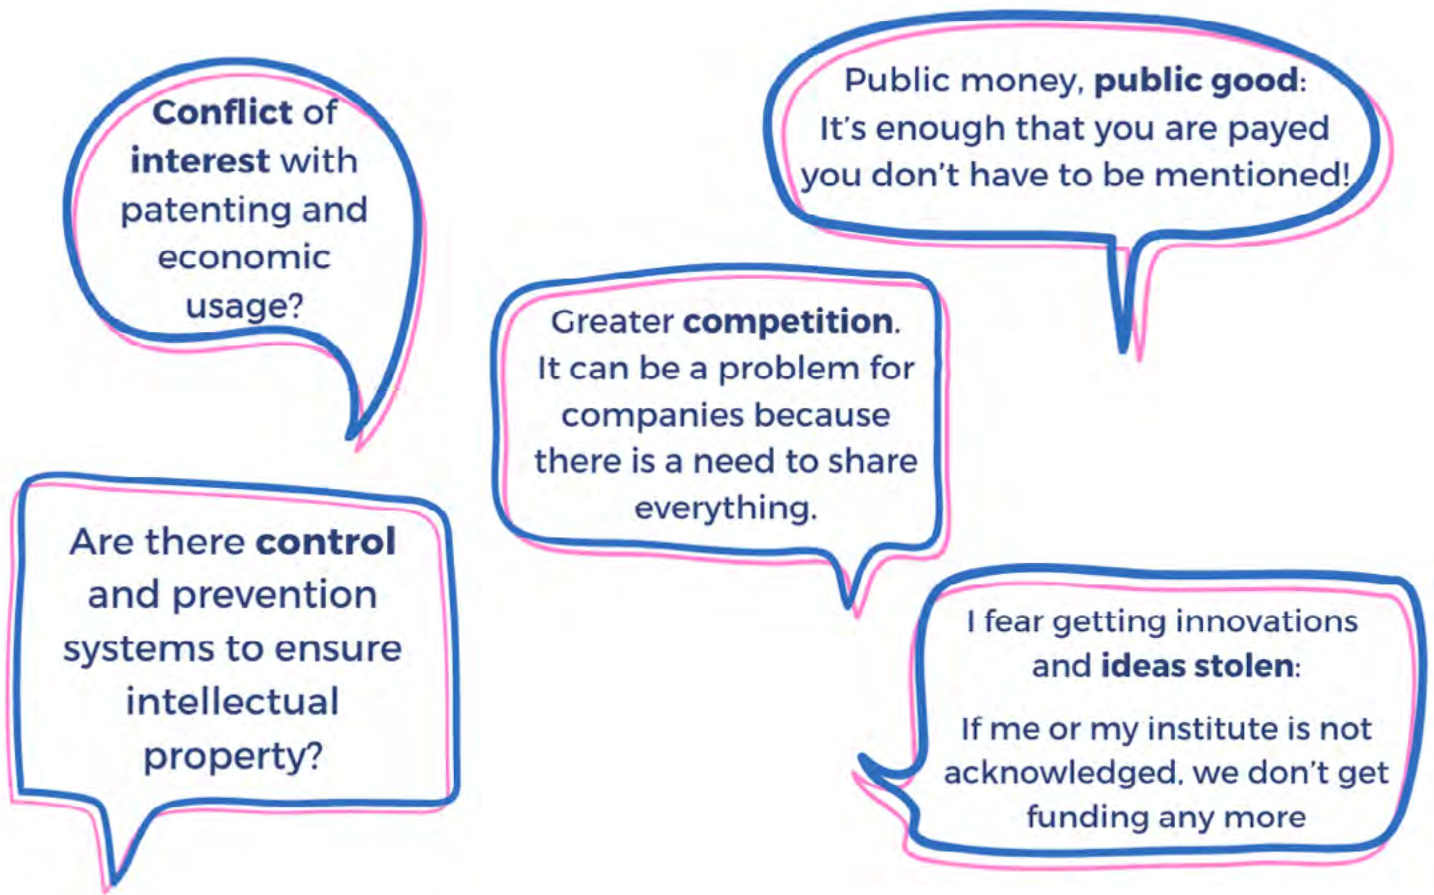 Conflict of
interest with
patenting and
economic
usage?
Public money, public good:
It's enough that you are payed
you don't have to be mentioned!
Greater competition.
It can be a problem for
companies because
there is a need to share
everything.
Are there control
and prevention
systems to ensure
intellectual
property?
I fear getting innovations
and ideas stolen:
If me or my institute is not
acknowledged, we don't get
funding any more